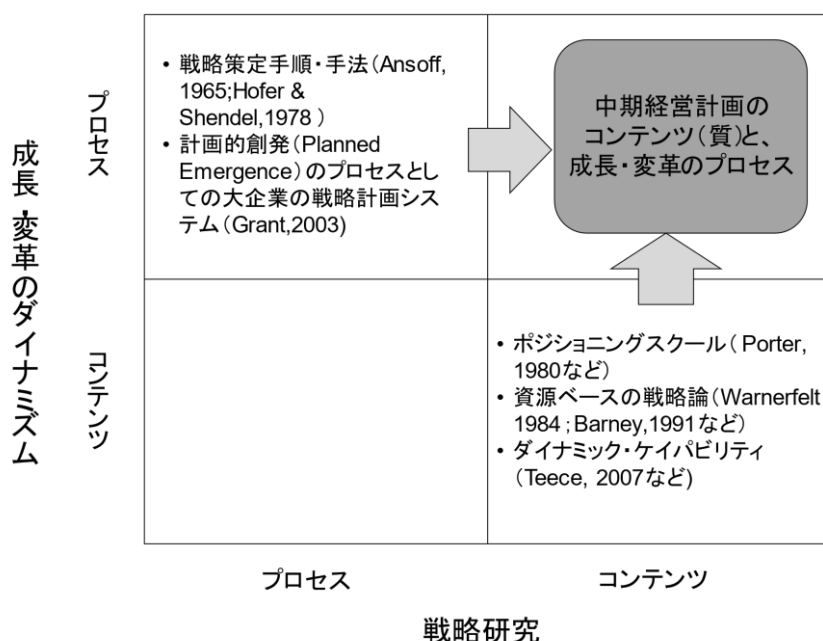 成長・変革のダイナミズム
プロセス
コンテンツ
• 戦略策定手順・手法(Ansoff,
1965;Hofer &
Shendel,1978 )
• 計画的創発(Planned
Emergence)のプロセスとし
ての大企業の戦略計画シス
テム(Grant,2003)
中期経営計画の
コンテンツ(質)と、
成長・変革のプロセス
• ポジショニングスクール( Porter,
1980など)
• 資源ベースの戦略論(Warnerfelt
1984 ; Barney,1991など)
• ダイナミック・ケイパビリティ
(Teece, 2007など)
プロセス
コンテンツ
戦略研究